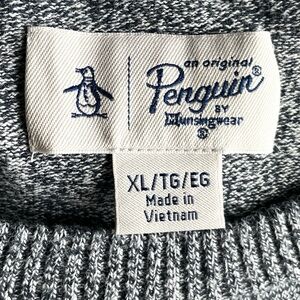 an original
Penguin®
BY
Munsingwear
®
XL/TG/EG
Made in
Vietnam